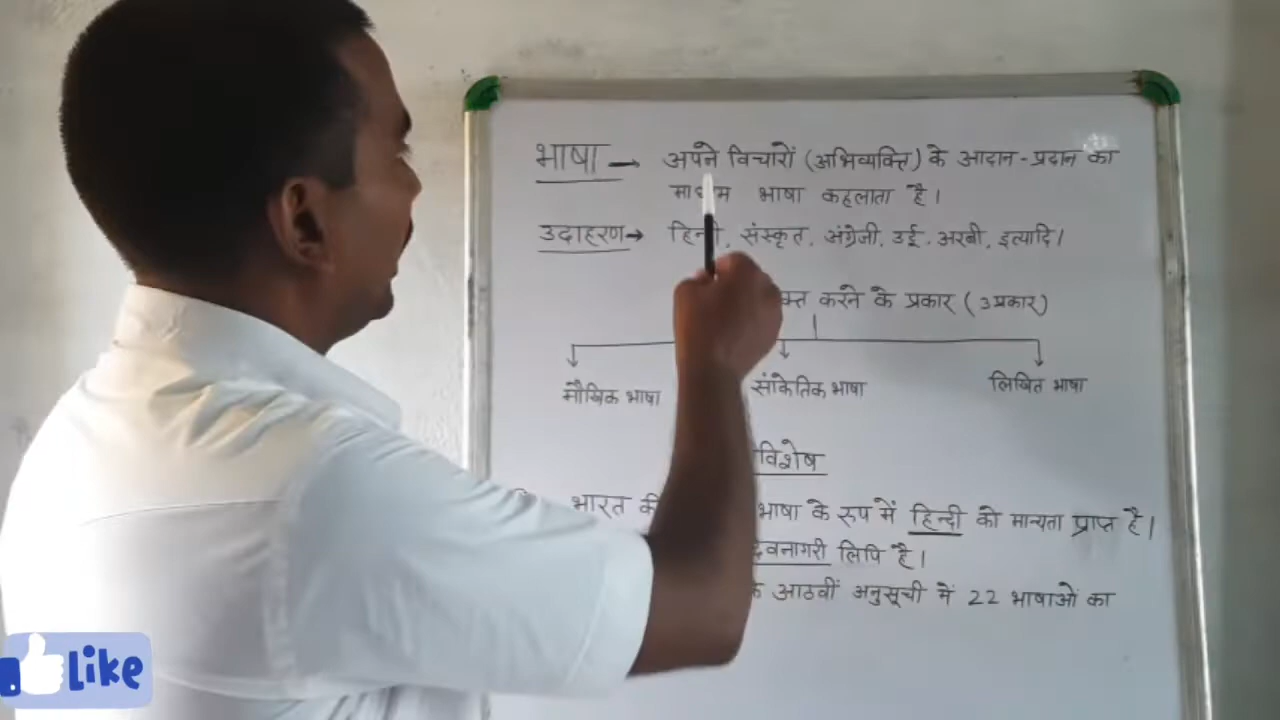 भाषा → अपने विचारों (अभिव्यक्ति) के आदान-प्रदान का
माध्यम भाषा कहलाता है।
उदाहरण → हिन्दी, संस्कृत, अंग्रेजी, उर्दू, अरबी, इत्यादि।
करने के प्रकार (3 प्रकार)
मौखिक भाषा सांकेतिक भाषा लिखित भाषा
विशेष
भारत की भाषा के रूप में हिन्दी को मान्यता प्राप्त है।
देवनागरी लिपि है।
आठवीं अनुसूची में 22 भाषाओं का
Like